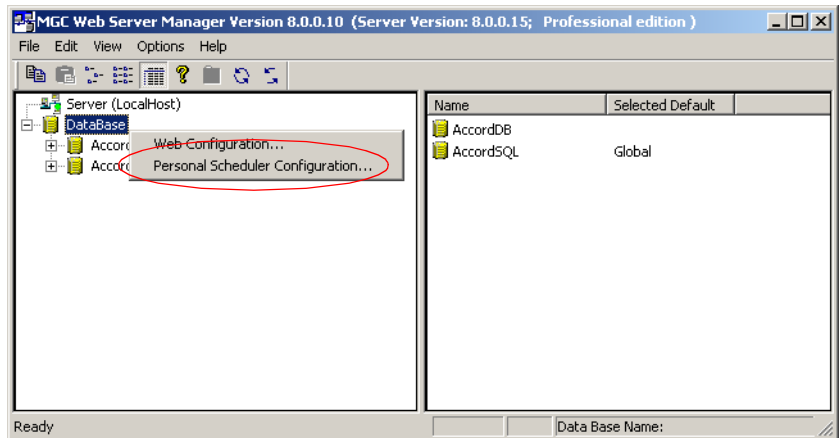 MGC Web Server Manager Version 8.0.0.10 (Server Version: 8.0.0.15; Professional edition )
File Edit View Options Help
Server (LocalHost)
DataBase
Accord
Accord
Web Configuration...
Personal Scheduler Configuration...
Name Selected Default
AccordDB
AccordSQL Global
Ready
Data Base Name: